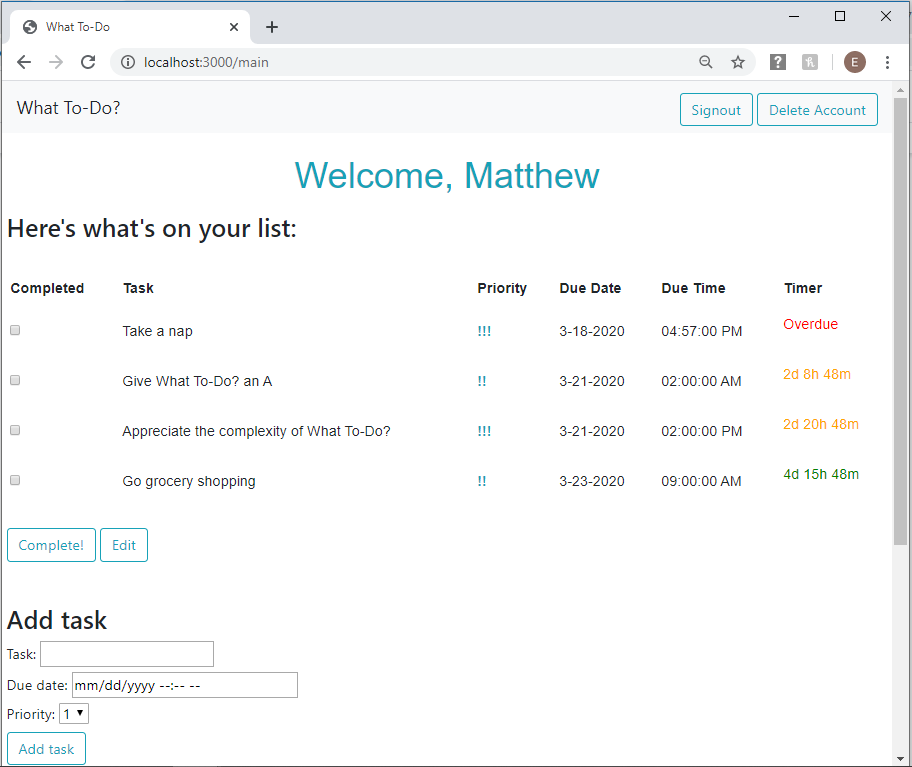 What To-Do
localhost:3000/main
E
What To-Do?
Signout
Delete Account
Welcome, Matthew
Here's what's on your list:
Completed Task Priority Due Date Due Time Timer
Take a nap !!! 3-18-2020 04:57:00 PM Overdue
Give What To-Do? an A !! 3-21-2020 02:00:00 AM 2d 8h 48m
Appreciate the complexity of What To-Do? !!! 3-21-2020 02:00:00 PM 2d 20h 48m
Go grocery shopping !! 3-23-2020 09:00:00 AM 4d 15h 48m
Complete! Edit
Add task
Task:
Due date: mm/dd/yyyy --:-- --
Priority: 1
Add task